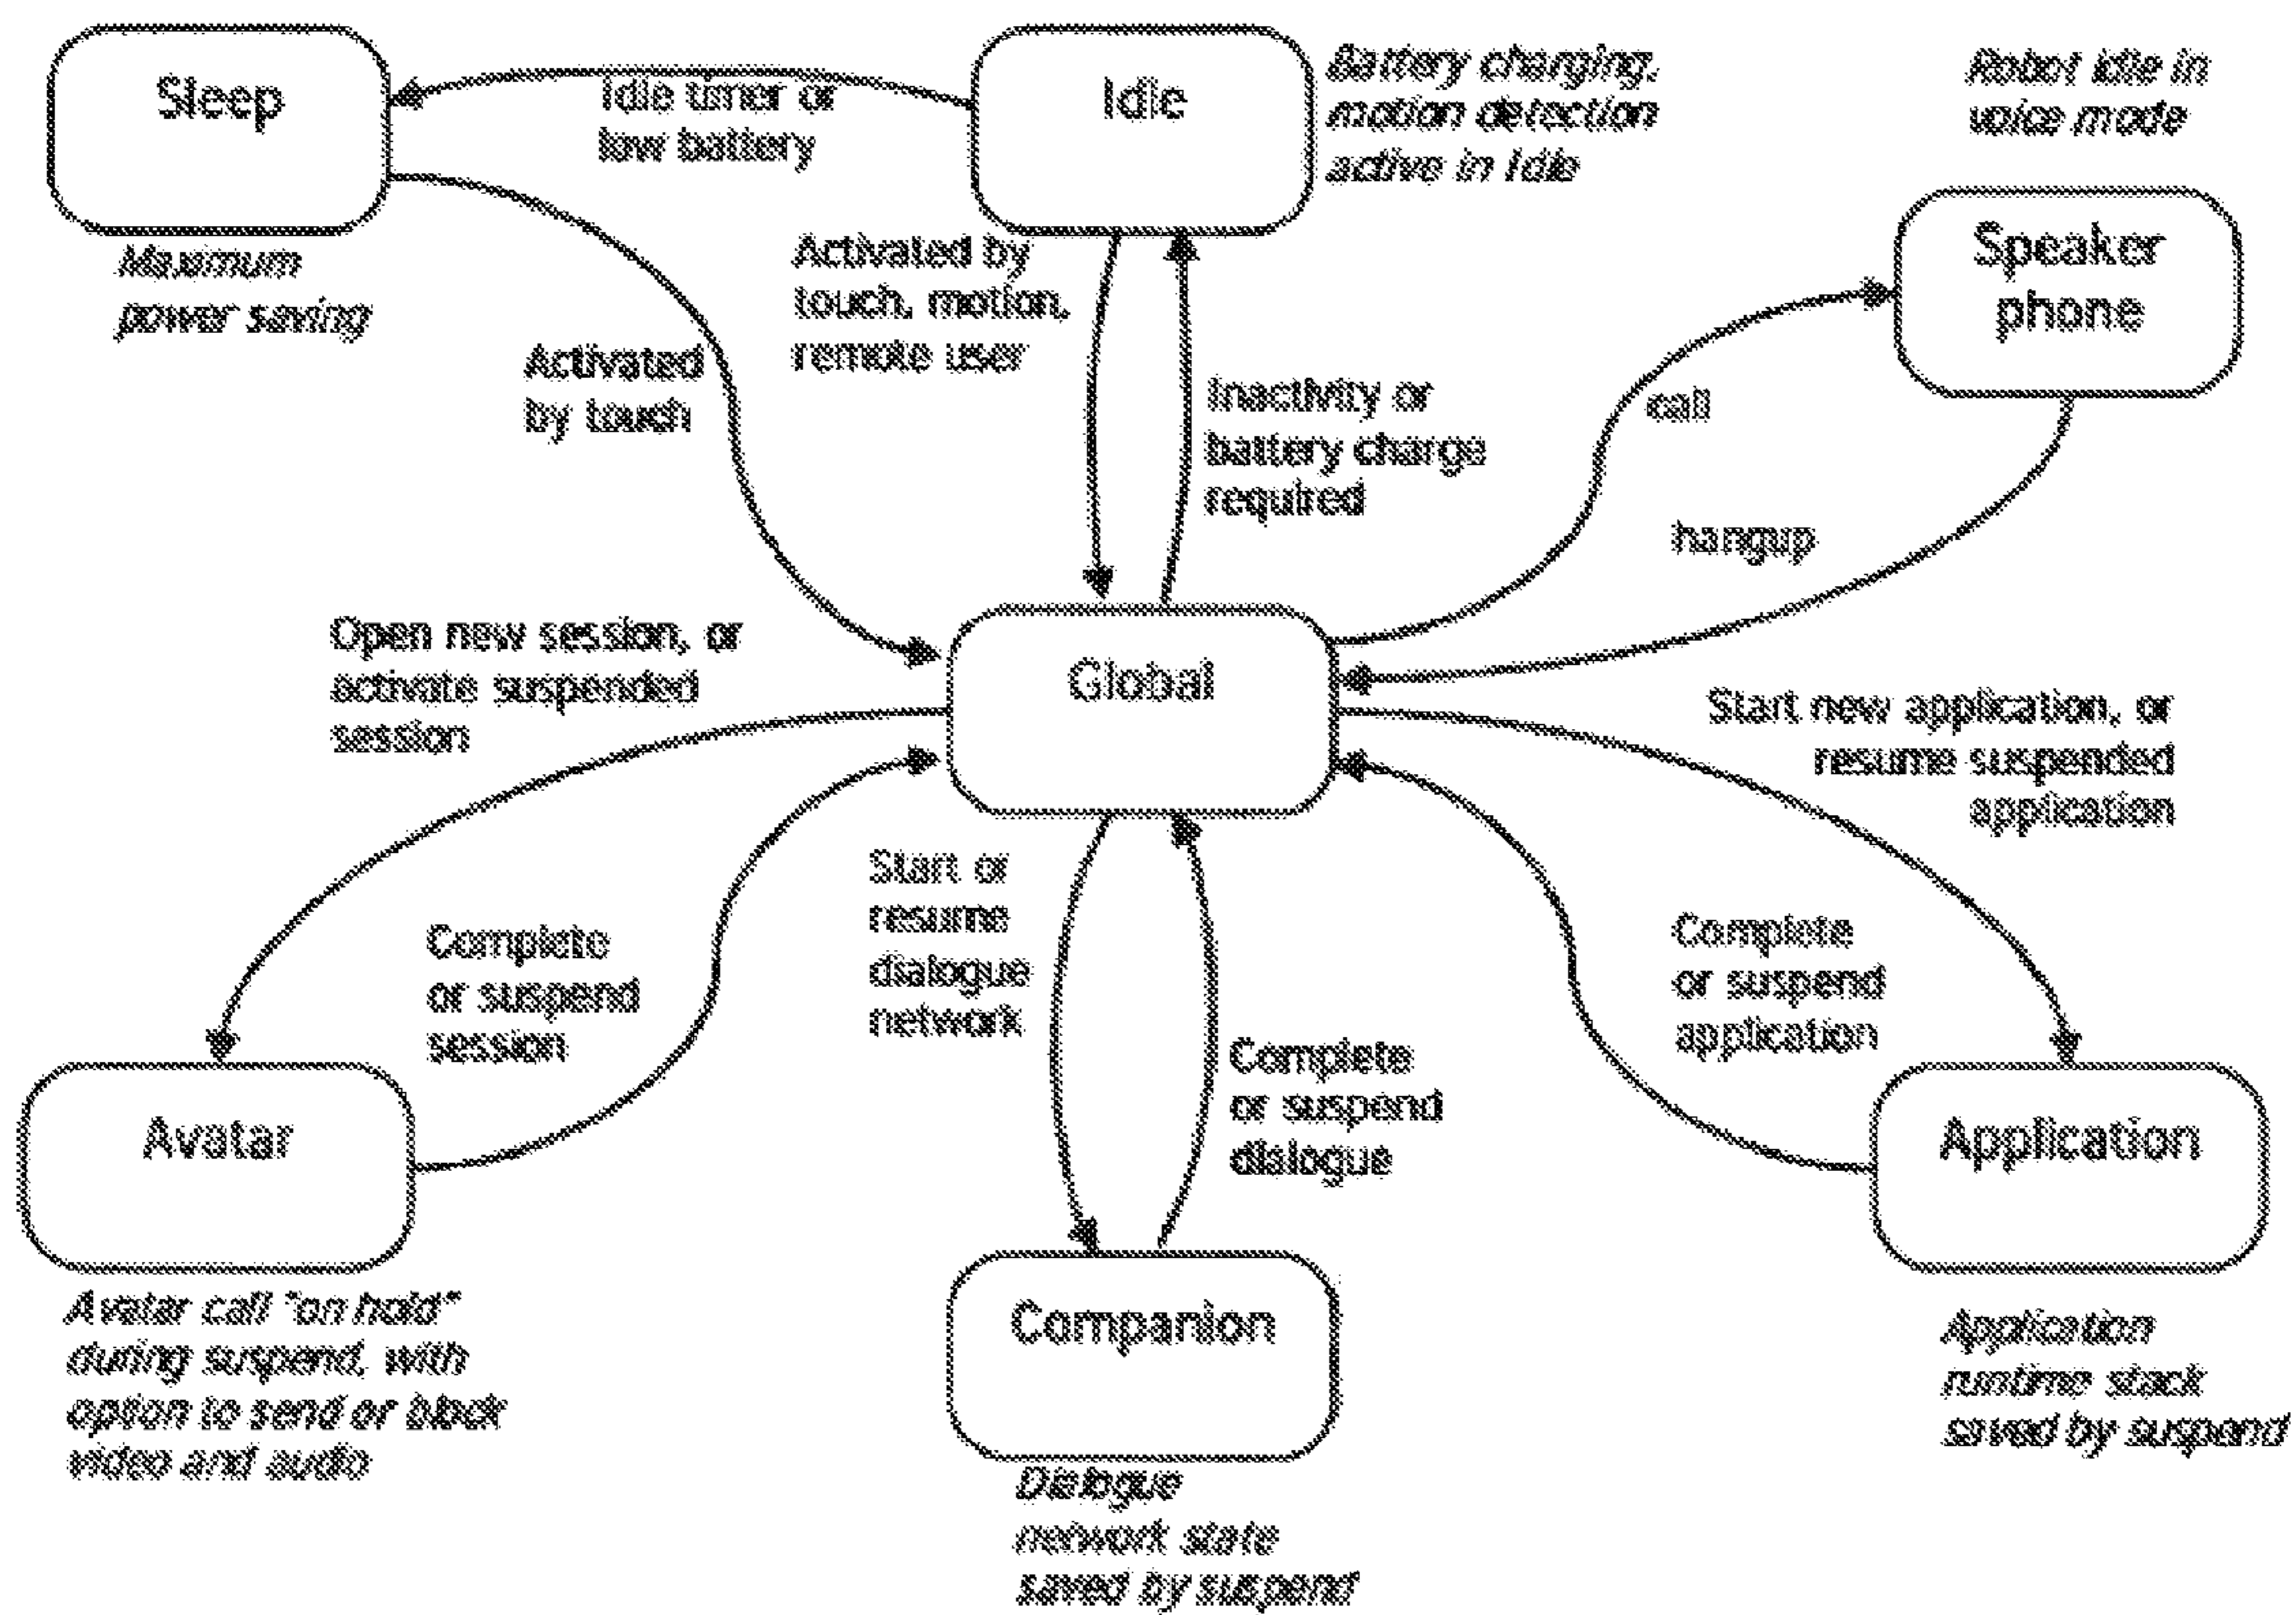 Sleep
Maximum
power saving
Idle timer or
low battery
Idle
Battery charging,
motion detection
active in Idle
Robot idle in
voice mode
Speaker
phone
Activated
by touch
Activated by
touch, motion,
remote user
Inactivity or
battery charge
required
call
hangup
Global
Open new session, or
activate suspended
session
Start new application, or
resume suspended
application
Complete
or suspend
session
Start or
resume
dialogue
network
Complete
or suspend
dialogue
Complete
or suspend
application
Avatar
Avatar call "on hold"
during suspend, with
option to send or block
video and audio
Companion
Dialogue
network state
saved by suspend
Application
Application
runtime stack
saved by suspend